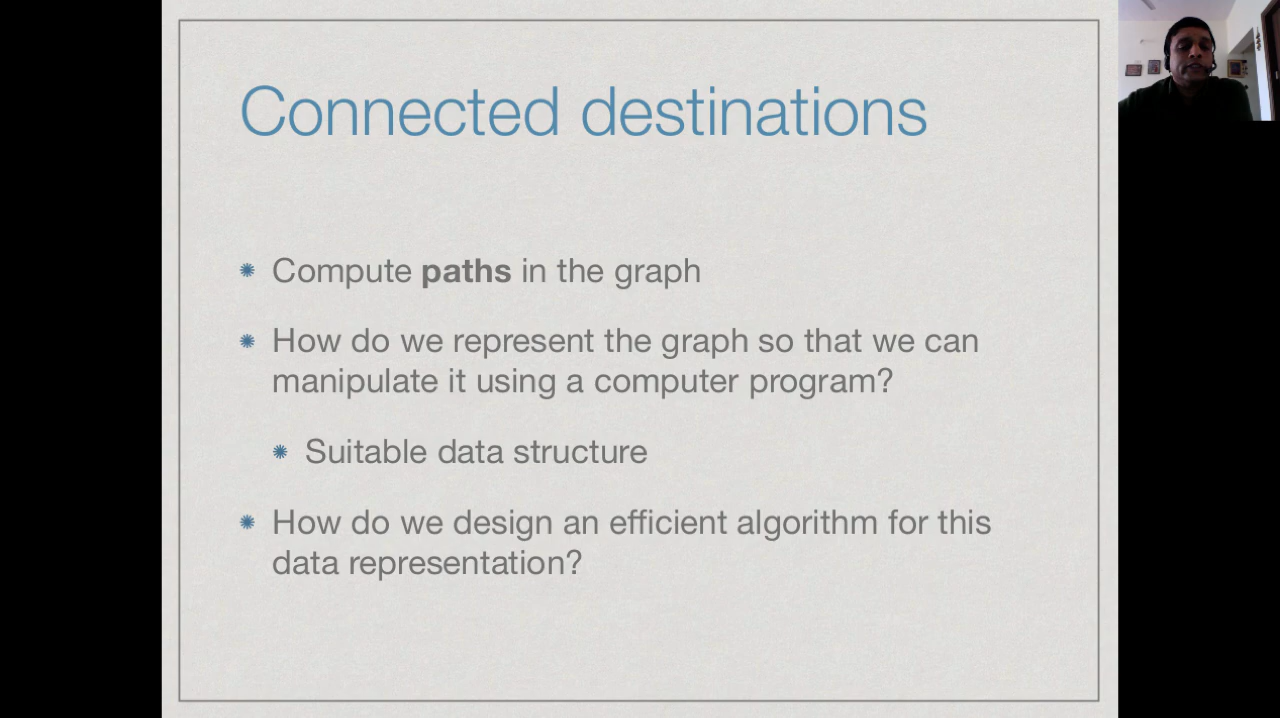 Connected destinations
Compute paths in the graph
How do we represent the graph so that we can
manipulate it using a computer program?
Suitable data structure
How do we design an efficient algorithm for this
data representation?